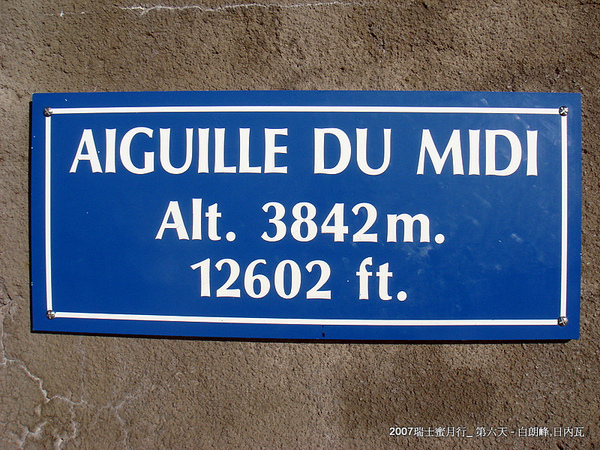 AIGUILLE DU MIDI
Alt. 3842 m.
12602 ft.
2007瑞士蜜月行_ 第六天 - 白朗峰,日內瓦